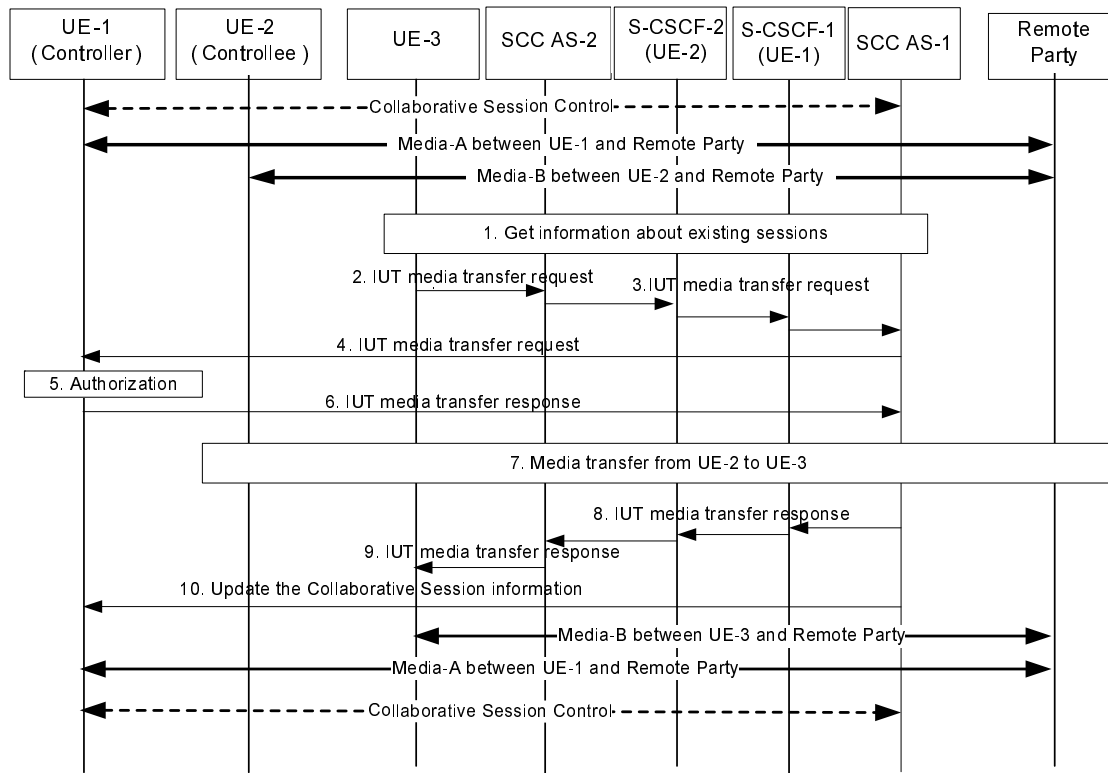 UE-1
( Controller )
UE-2
( Controllee )
UE-3
SCC AS-2
S-CSCF-2
(UE-2)
S-CSCF-1
(UE-1)
SCC AS-1
Remote
Party
Collaborative Session Control
Media-A between UE-1 and Remote Party
Media-B between UE-2 and Remote Party
1. Get information about existing sessions
2. IUT media transfer request
3.IUT media transfer request
4. IUT media transfer request
5. Authorization
6. IUT media transfer response
7. Media transfer from UE-2 to UE-3
8. IUT media transfer response
9. IUT media transfer response
10. Update the Collaborative Session information
Media-B between UE-3 and Remote Party
Media-A between UE-1 and Remote Party
Collaborative Session Control